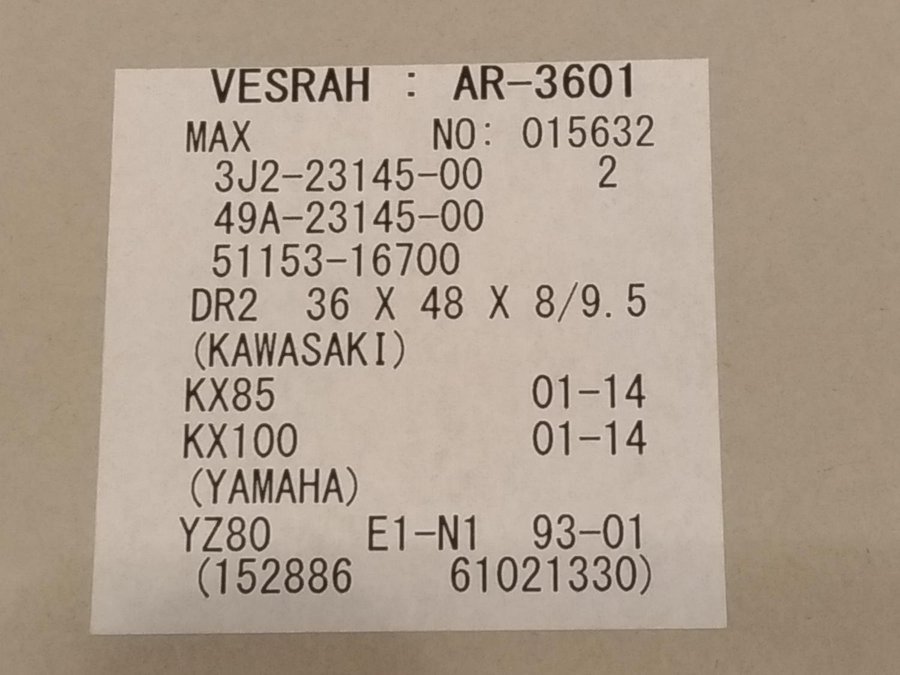 VESRAH : AR-3601
MAX NO: 015632
3J2-23145-00 2
49A-23145-00
51153-16700
DR2 36 X 48 X 8/9.5
(KAWASAKI)
KX85 01-14
KX100 01-14
(YAMAHA)
YZ80 E1-N1 93-01
(152886 61021330)